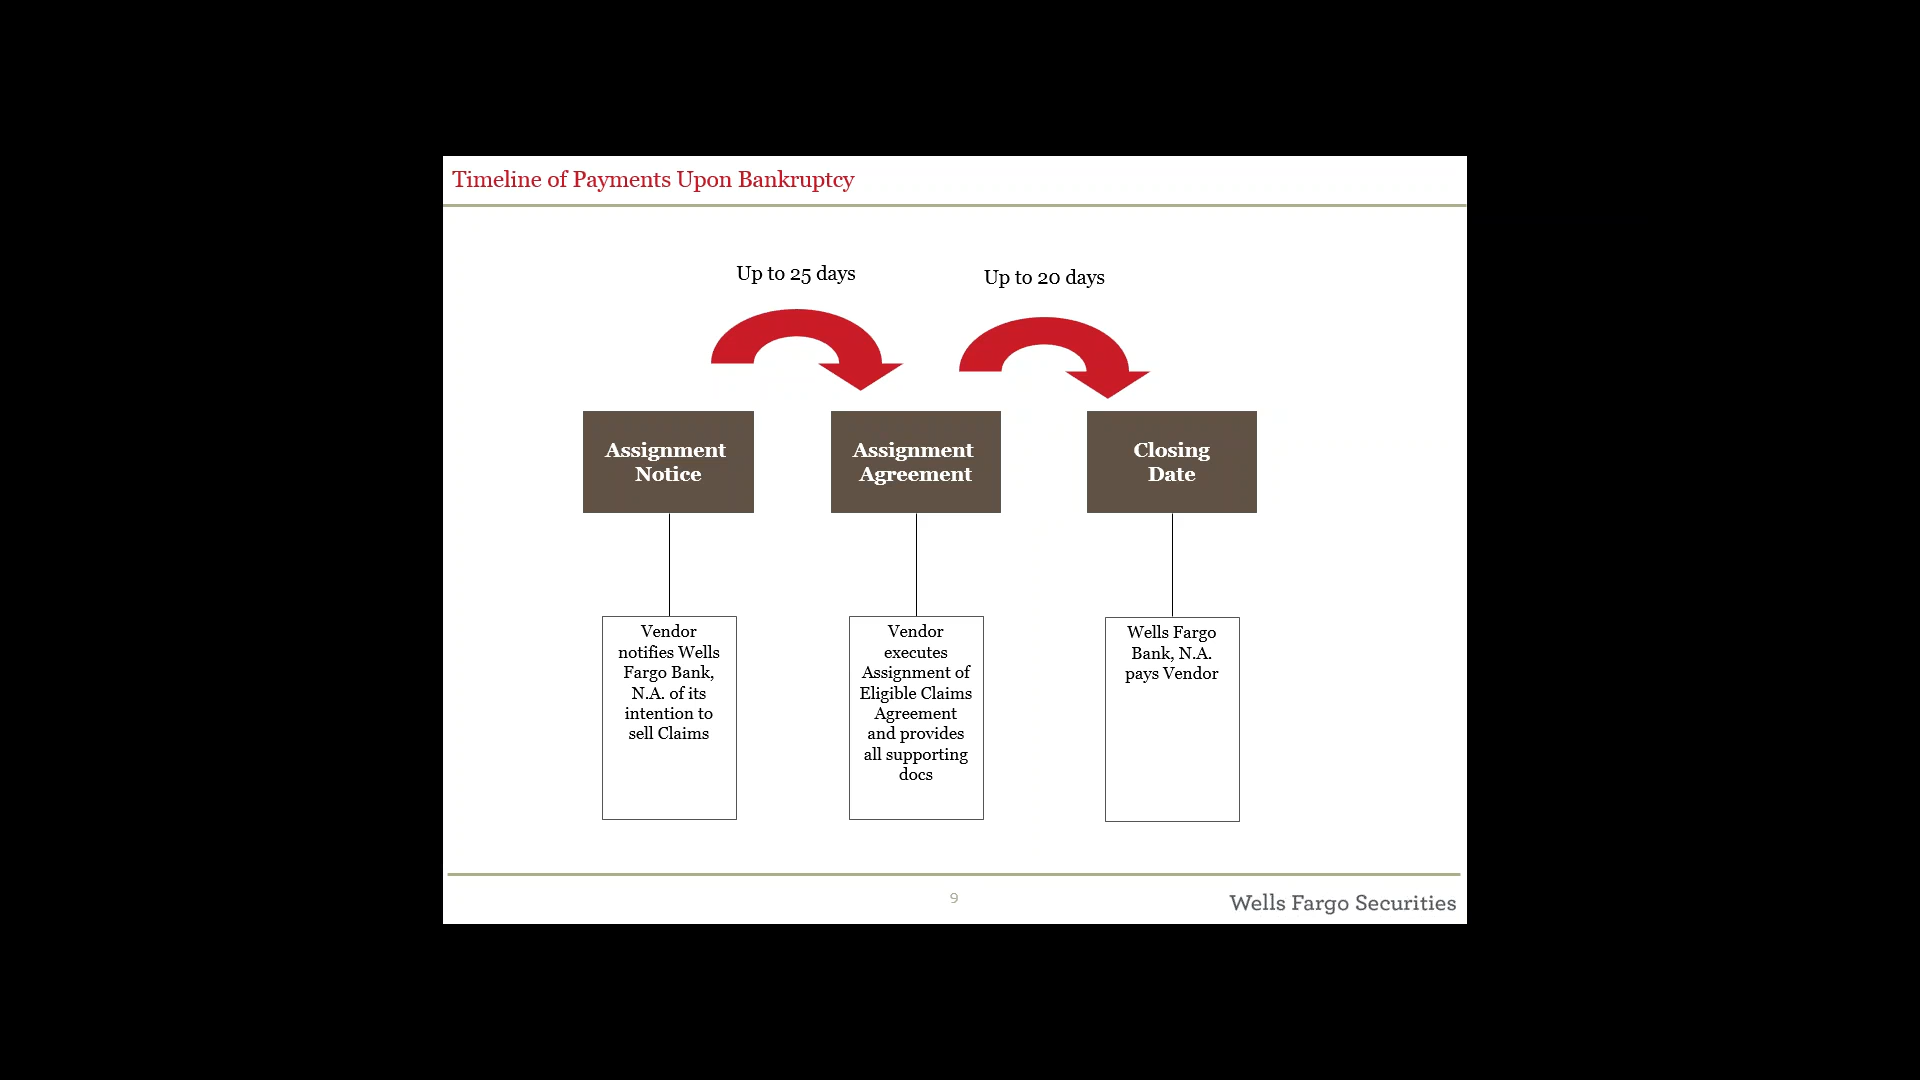 Timeline of Payments Upon Bankruptcy
Up to 25 days
Up to 20 days
Assignment
Notice
Assignment
Agreement
Closing
Date
Vendor
notifies Wells
Fargo Bank,
N.A. of its
intention to
sell Claims
Vendor
executes
Assignment of
Eligible Claims
Agreement
and provides
all supporting
docs
Wells Fargo
Bank, N.A.
pays Vendor
9
Wells Fargo Securities